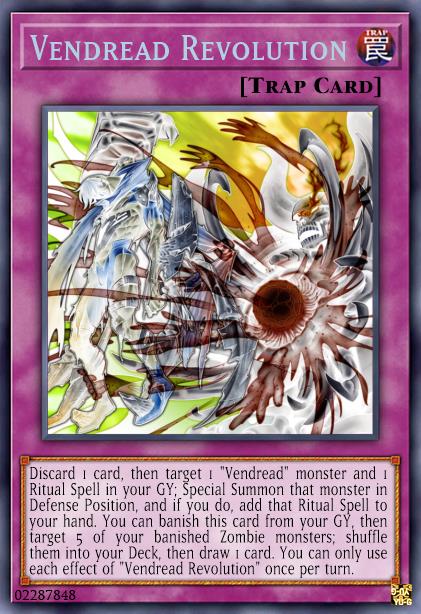 VENDREAD REVOLUTION
TRAP
罠
[TRAP CARD]
Discard 1 card, then target 1 "Vendread" monster and 1
Ritual Spell in your GY; Special Summon that monster in
Defense Position, and if you do, add that Ritual Spell to
your hand. You can banish this card from your GY, then
target 5 of your banished Zombie monsters; shuffle
them into your Deck, then draw 1 card. You can only use
each effect of "Vendread Revolution" once per turn.
02287848